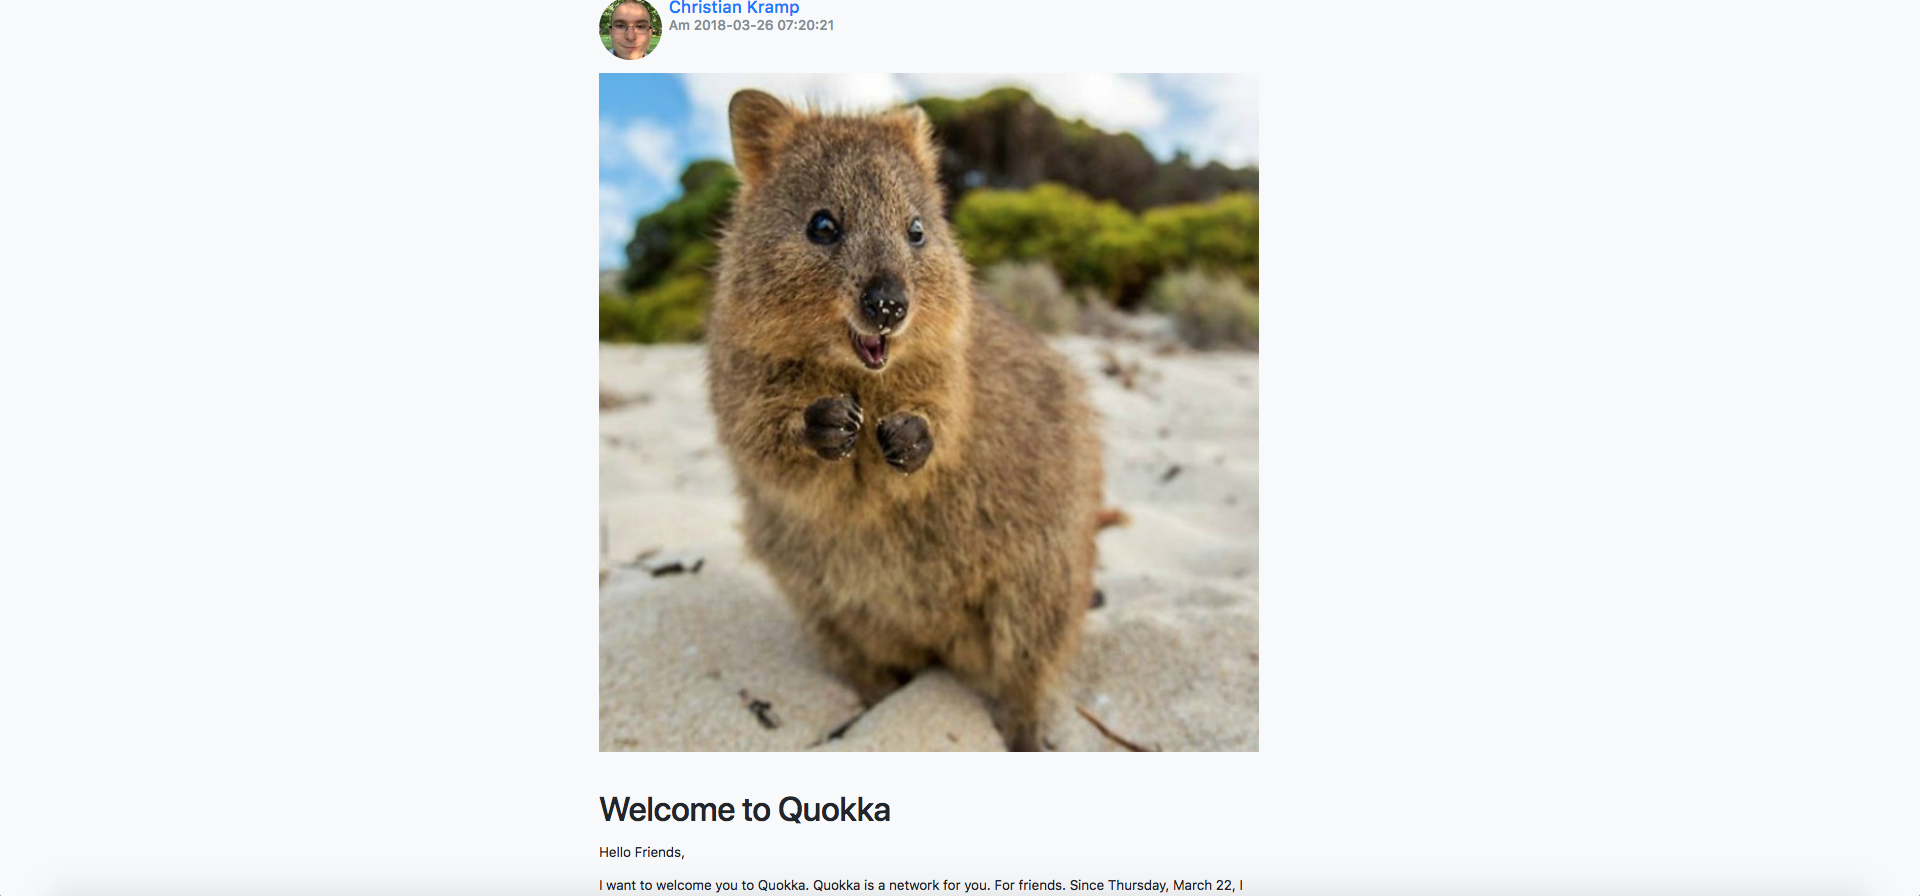 Christian Kramp
Am 2018-03-26 07:20:21
Welcome to Quokka
Hello Friends,
I want to welcome you to Quokka. Quokka is a network for you. For friends. Since Thursday, March 22, I